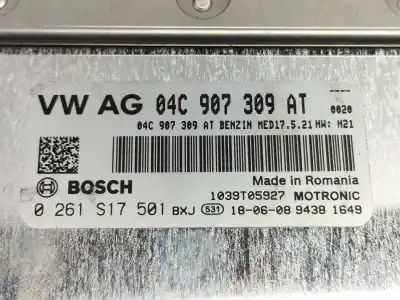 VW AG 04C 907 309 AT
0020
04C 907 309 AT BENZIN MED17.5.21 HW: H21
BOSCH
Made in Romania
1039T05927 MOTRONIC
0 261 S17 501 BXJ 531 18-06-08 9438 1649